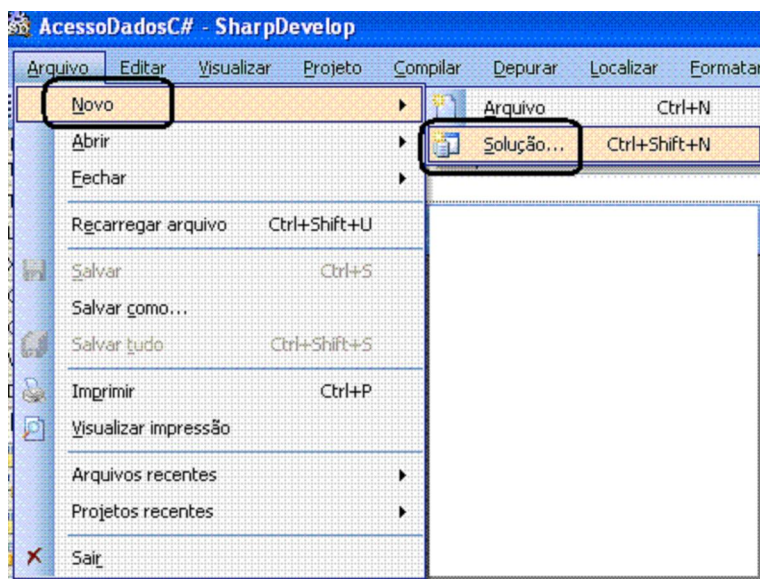 AcessoDadosC# - SharpDevelop
Arquivo Editar Visualizar Projeto Compilar Depurar Localizar Formatar
Novo
Arquivo Ctrl+N
Abrir
Solução... Ctrl+Shift+N
Fechar
Recarregar arquivo Ctrl+Shift+U
Salvar Ctrl+S
Salvar como...
Salvar tudo Ctrl+Shift+S
Imprimir Ctrl+P
Visualizar impressão
Arquivos recentes
Projetos recentes
Sair